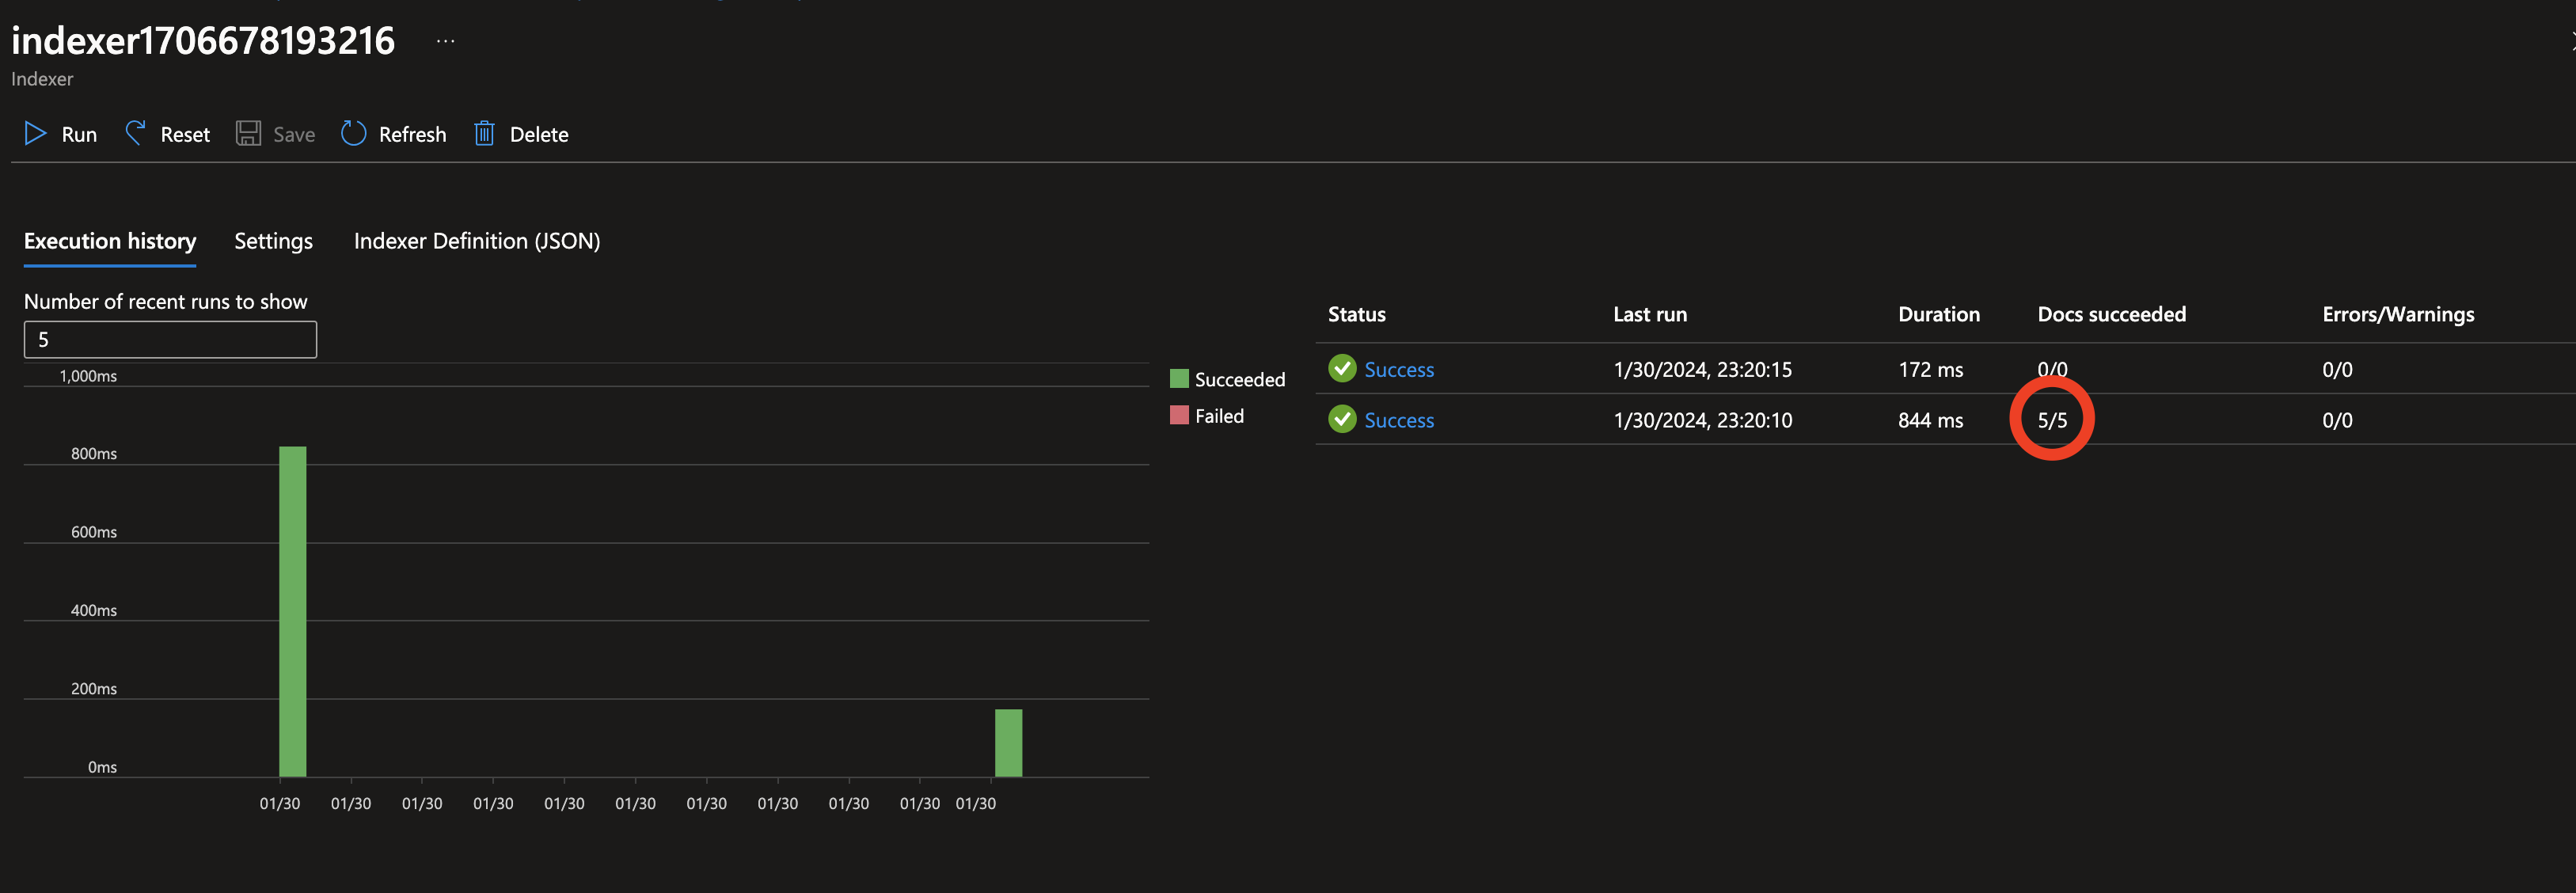 indexer1706678193216 ...
Indexer
Run Reset Save Refresh Delete
Execution history Settings Indexer Definition (JSON)
Number of recent runs to show
5
1,000ms
800ms
600ms
400ms
200ms
0ms
01/30 01/30 01/30 01/30 01/30 01/30 01/30 01/30 01/30 01/30 01/30
Succeeded
Failed
Status Last run Duration Docs succeeded Errors/Warnings
Success 1/30/2024, 23:20:15 172 ms 0/0 0/0
Success 1/30/2024, 23:20:10 844 ms 5/5 0/0